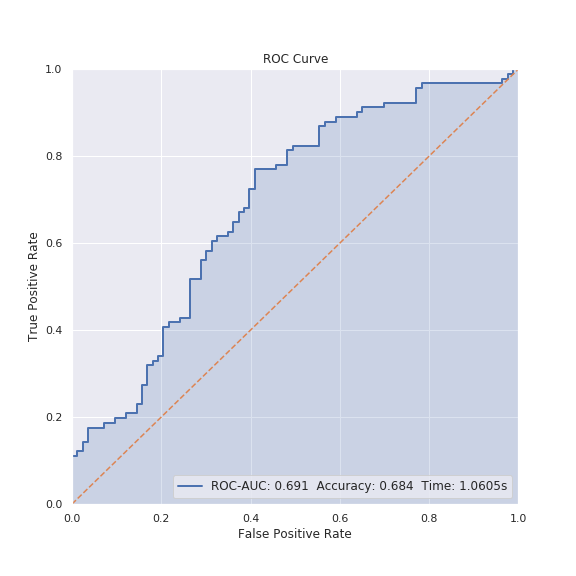 ROC Curve
1.0
0.8
0.6
0.4
0.2
0.0
True Positive Rate
ROC-AUC: 0.691  Accuracy: 0.684  Time: 1.0605s
0.0 0.2 0.4 0.6 0.8 1.0
False Positive Rate